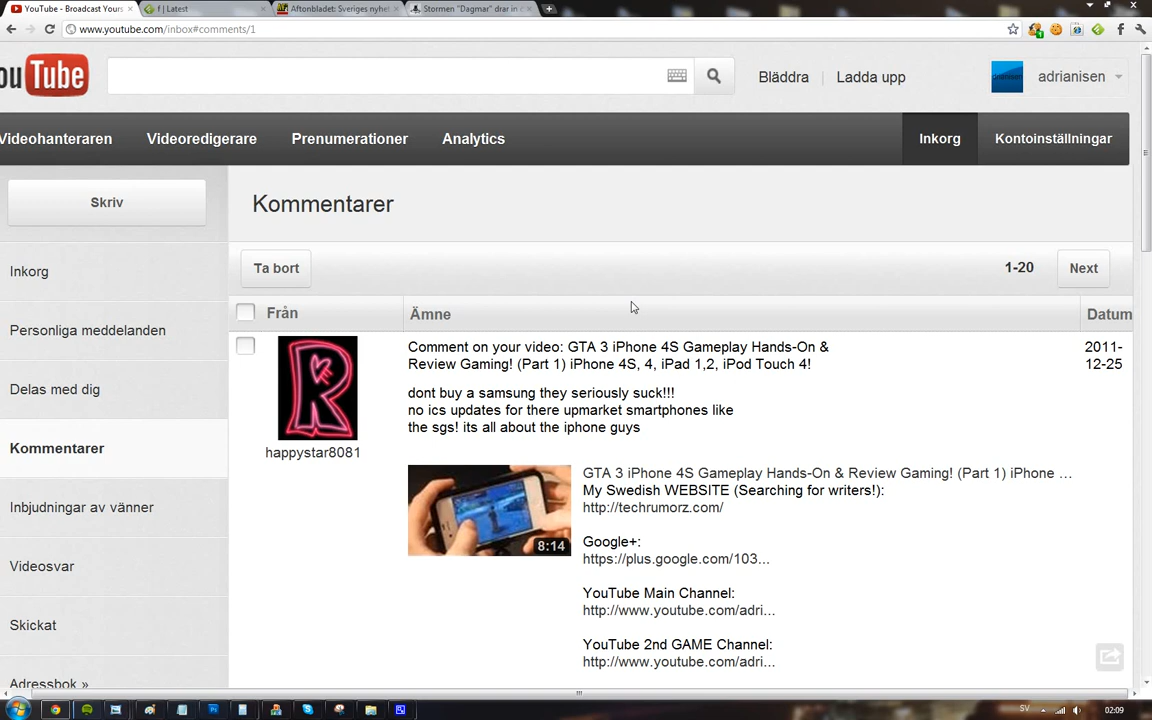 YouTube - Broadcast Yours
f | Latest
Aftonbladet: Sveriges nyhet
Stormen "Dagmar" drar in
www.youtube.com/inbox#comments/1
ouTube
Bläddra
Ladda upp
adrianisen
Videohanteraren
Videoredigerare
Prenumerationer
Analytics
Inkorg
Kontoinställningar
Skriv
Kommentarer
Inkorg
Ta bort
1-20
Next
Från
Ämne
Datum
Personliga meddelanden
Delas med dig
Kommentarer
Inbjudningar av vänner
Videosvar
Skickat
Adressbok »
happystar8081
Comment on your video: GTA 3 iPhone 4S Gameplay Hands-On &
Review Gaming! (Part 1) iPhone 4S, 4, iPad 1,2, iPod Touch 4!
2011-
12-25
dont buy a samsung they seriously suck!!!
no ics updates for there upmarket smartphones like
the sgs! its all about the iphone guys
8:14
GTA 3 iPhone 4S Gameplay Hands-On & Review Gaming! (Part 1) iPhone ...
My Swedish WEBSITE (Searching for writers!):
http://techrumorz.com/
Google+:
https://plus.google.com/103...
YouTube Main Channel:
http://www.youtube.com/adri...
YouTube 2nd GAME Channel:
http://www.youtube.com/adri...
SV
02:09